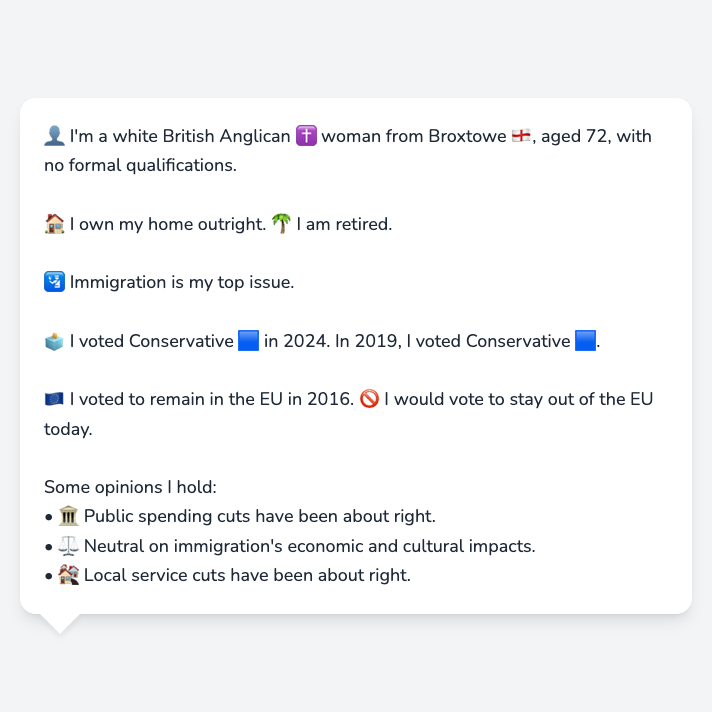 👤 I'm a white British Anglican ✝️ woman from Broxtowe 🏴󠁧󠁢󠁥󠁮󠁧󠁿, aged 72, with
no formal qualifications.
🏠 I own my home outright. 🌴 I am retired.
🛂 Immigration is my top issue.
🗳️ I voted Conservative 🟦 in 2024. In 2019, I voted Conservative 🟦.
🇪🇺 I voted to remain in the EU in 2016. 🚫 I would vote to stay out of the EU
today.
Some opinions I hold:
• 🏛️ Public spending cuts have been about right.
• ⚖️ Neutral on immigration's economic and cultural impacts.
• 🏘️ Local service cuts have been about right.